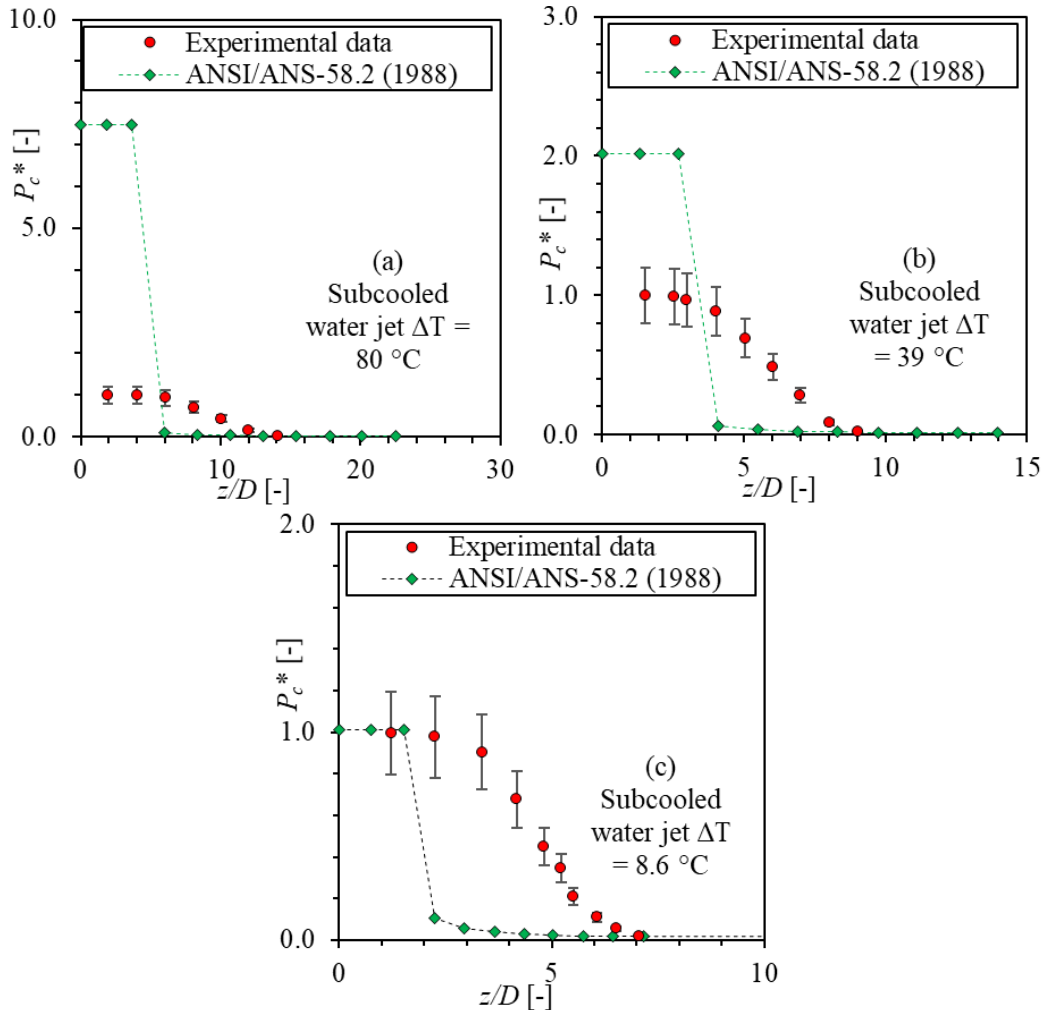 10.0
Experimental data
ANSI/ANS-58.2 (1988)
P_c* [-]
5.0
(a)
Subcooled
water jet ΔT =
80 °C
0.0
0 10 20 30
z/D [-]
3.0
Experimental data
ANSI/ANS-58.2 (1988)
P_c* [-]
2.0
(b)
Subcooled
water jet ΔT
= 39 °C
1.0
0.0
0 5 10 15
z/D [-]
2.0
Experimental data
ANSI/ANS-58.2 (1988)
P_c* [-]
1.0
(c)
Subcooled
water jet ΔT
= 8.6 °C
0.0
0 5 10
z/D [-]